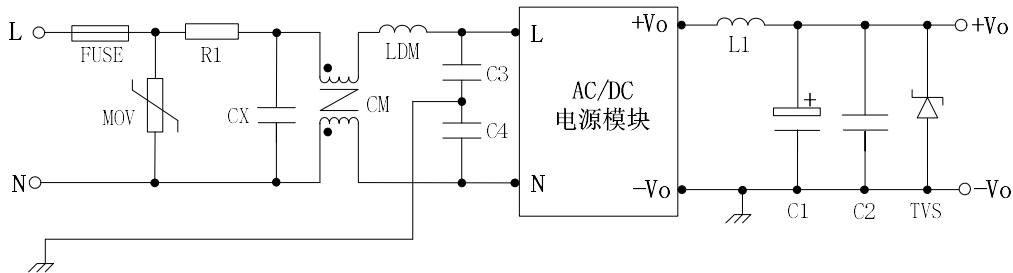 L
FUSE
R1
LDM
L
+Vo
L1
+Vo
C3
MOV
CX
CM
AC/DC
电源模块
+
C4
N
N
-Vo
-Vo
C1
C2
TVS